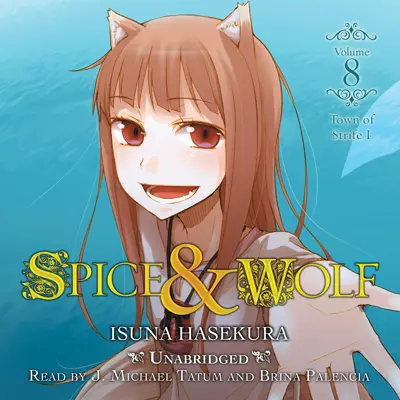 Volume
8
Town of
Strife I
SPICE & WOLF
ISUNA HASEKURA
UNABRIDGED
READ BY J. MICHAEL TATUM AND BRINA PALENCIA